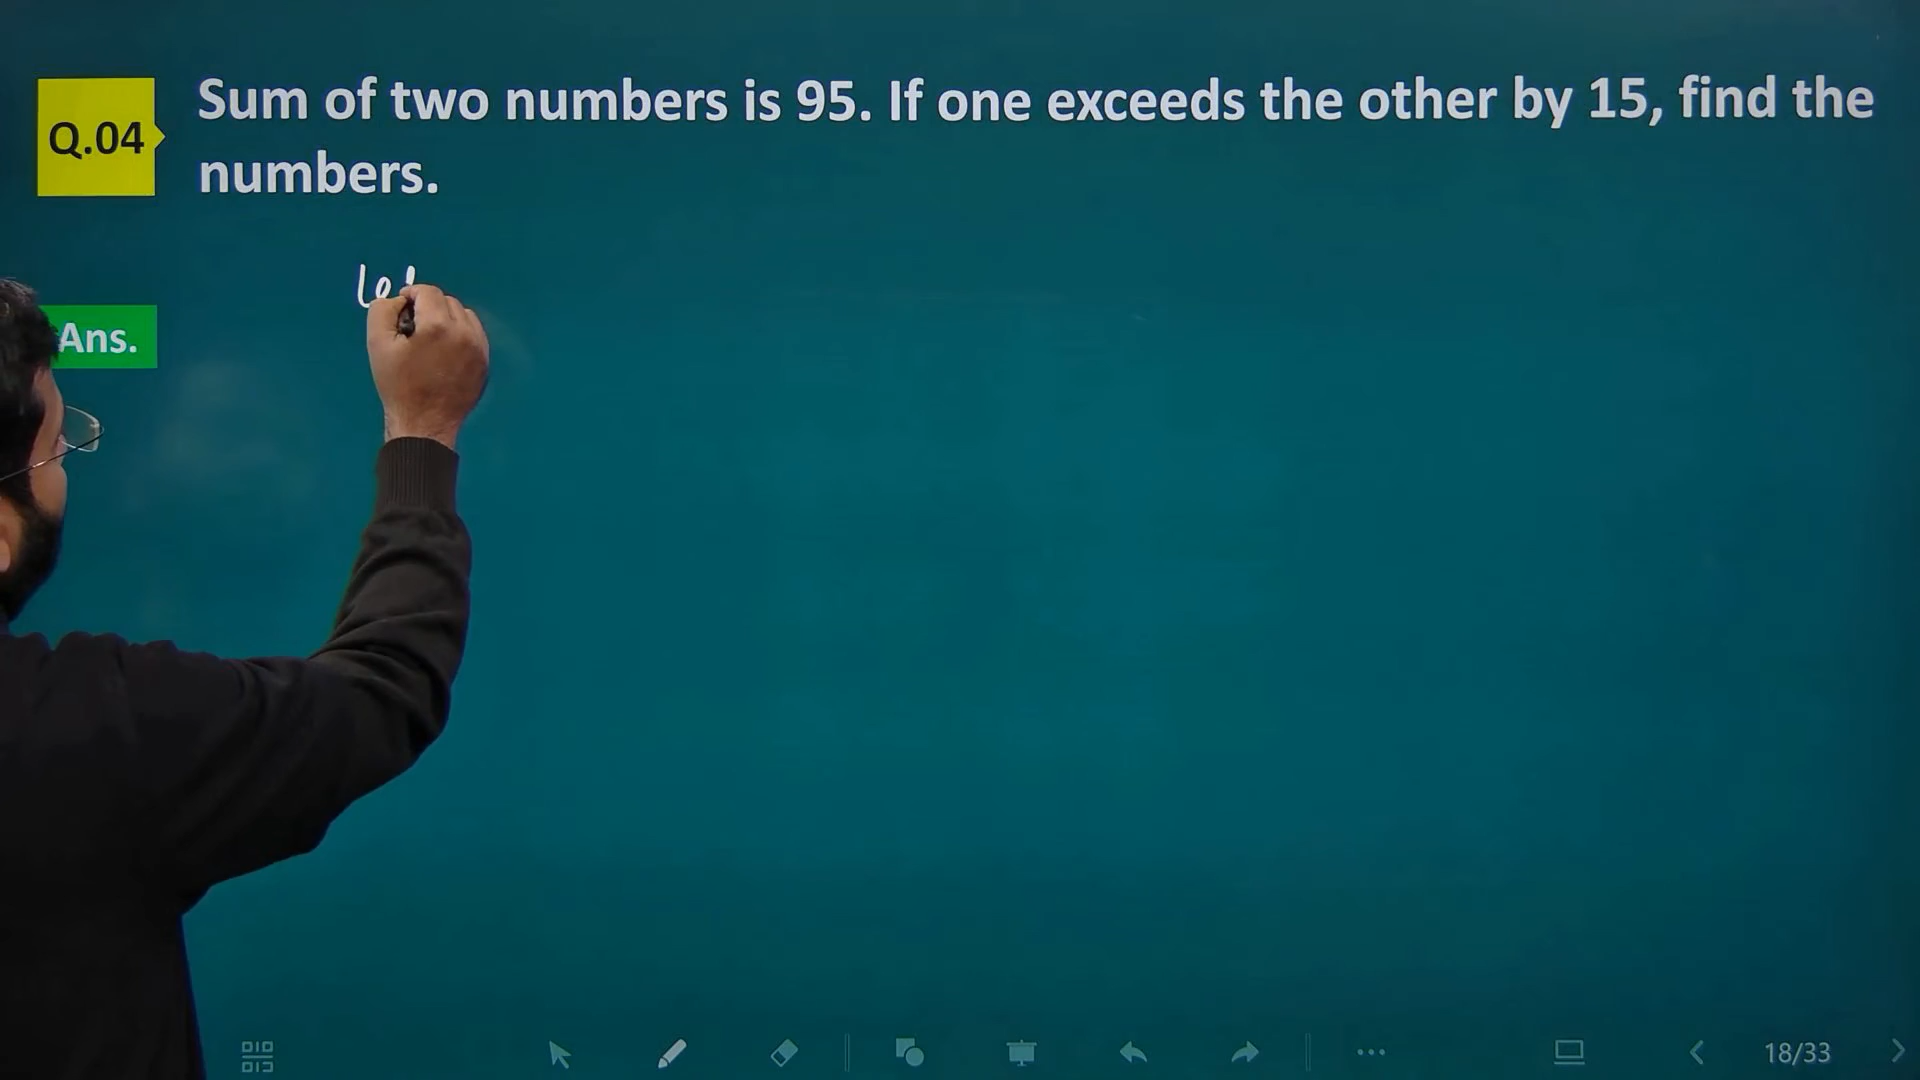 Q.04
Sum of two numbers is 95. If one exceeds the other by 15, find the
numbers.
Let
Ans.
18/33